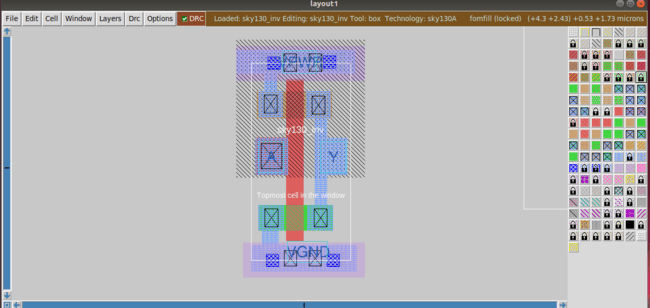 layout1
File Edit Cell Window Layers Drc Options DRC Loaded: sky130_inv Editing: sky130_inv Tool: box Technology: sky130A fomfill (locked) (+4.3 +2.43) +0.53 +1.73 microns
VPWR
sky130_inv
A Y
Topmost cell in the window
VGND